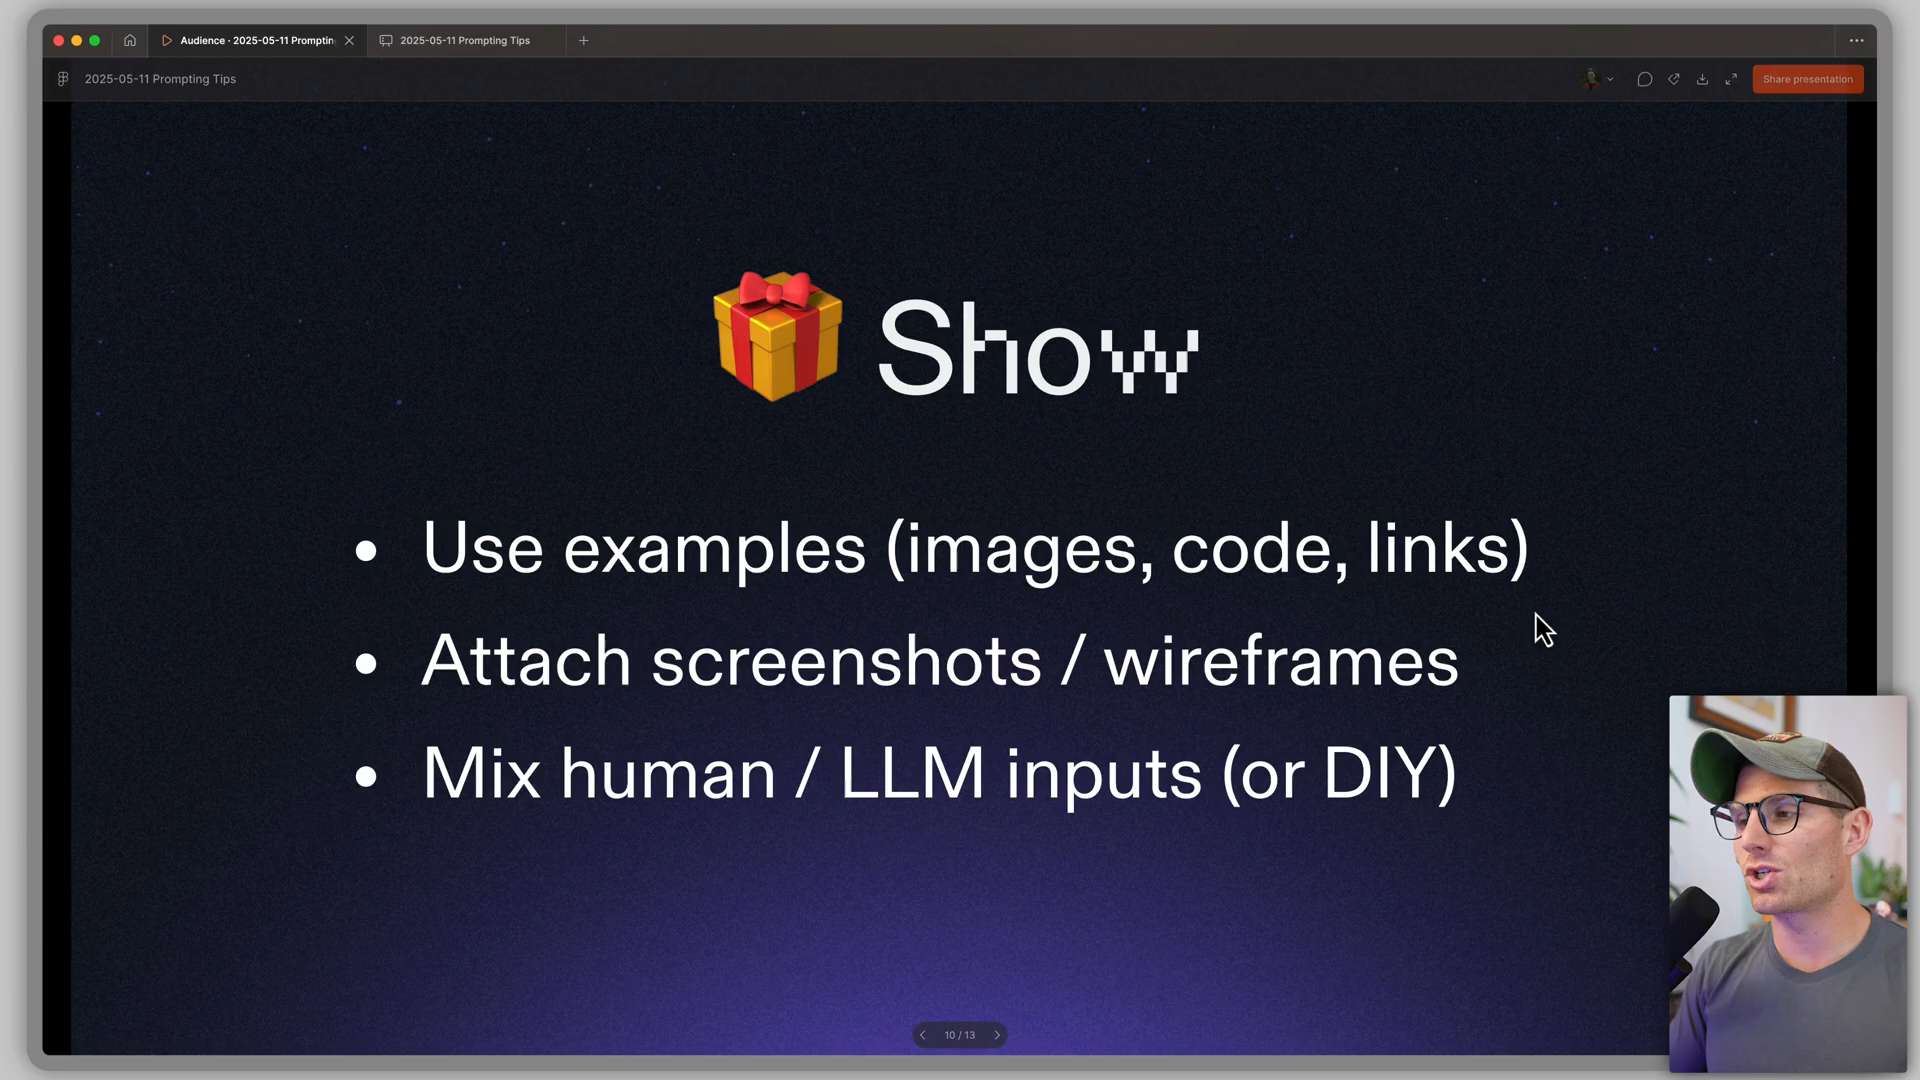 Audience · 2025-05-11 Promptin
2025-05-11 Prompting Tips
2025-05-11 Prompting Tips
Share presentation
Show
• Use examples (images, code, links)
• Attach screenshots / wireframes
• Mix human / LLM inputs (or DIY)
10 / 13